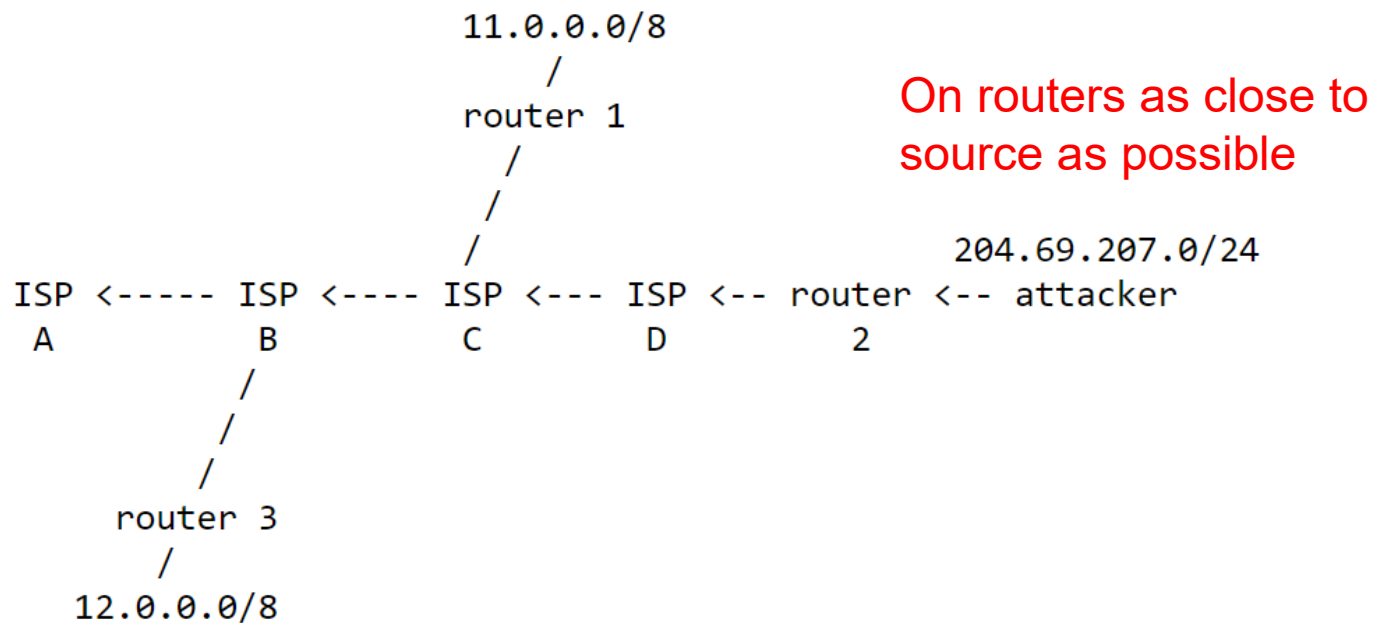 11.0.0.0/8
/
router 1
/
/
/
On routers as close to
source as possible
204.69.207.0/24
ISP <----- ISP <---- ISP <--- ISP <-- router <-- attacker
A B C D 2
/
/
/
router 3
/
12.0.0.0/8